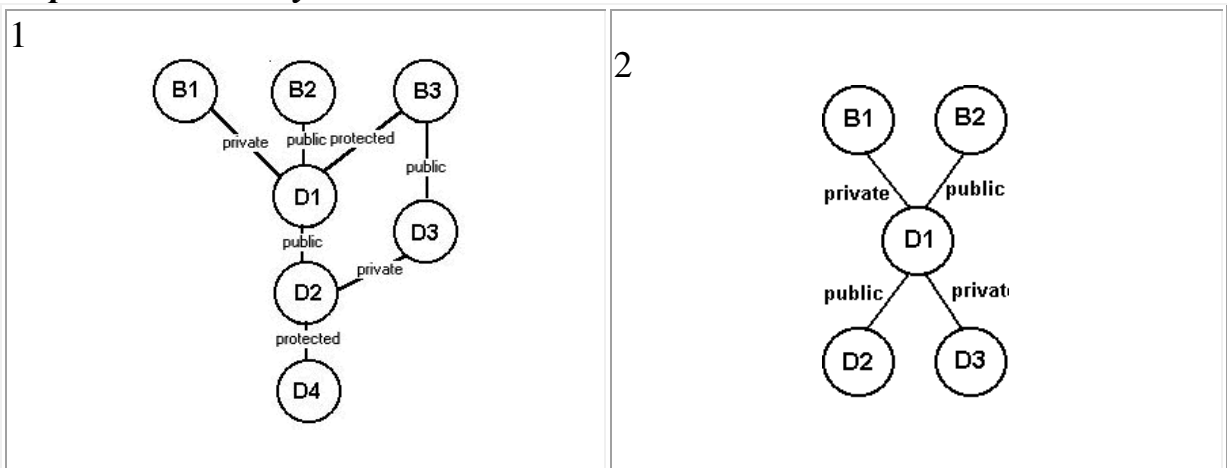 1
B1 B2 B3
private public protected
public
D1
D3
public
private
D2
protected
D4
2
B1 B2
private public
D1
public privat
D2 D3